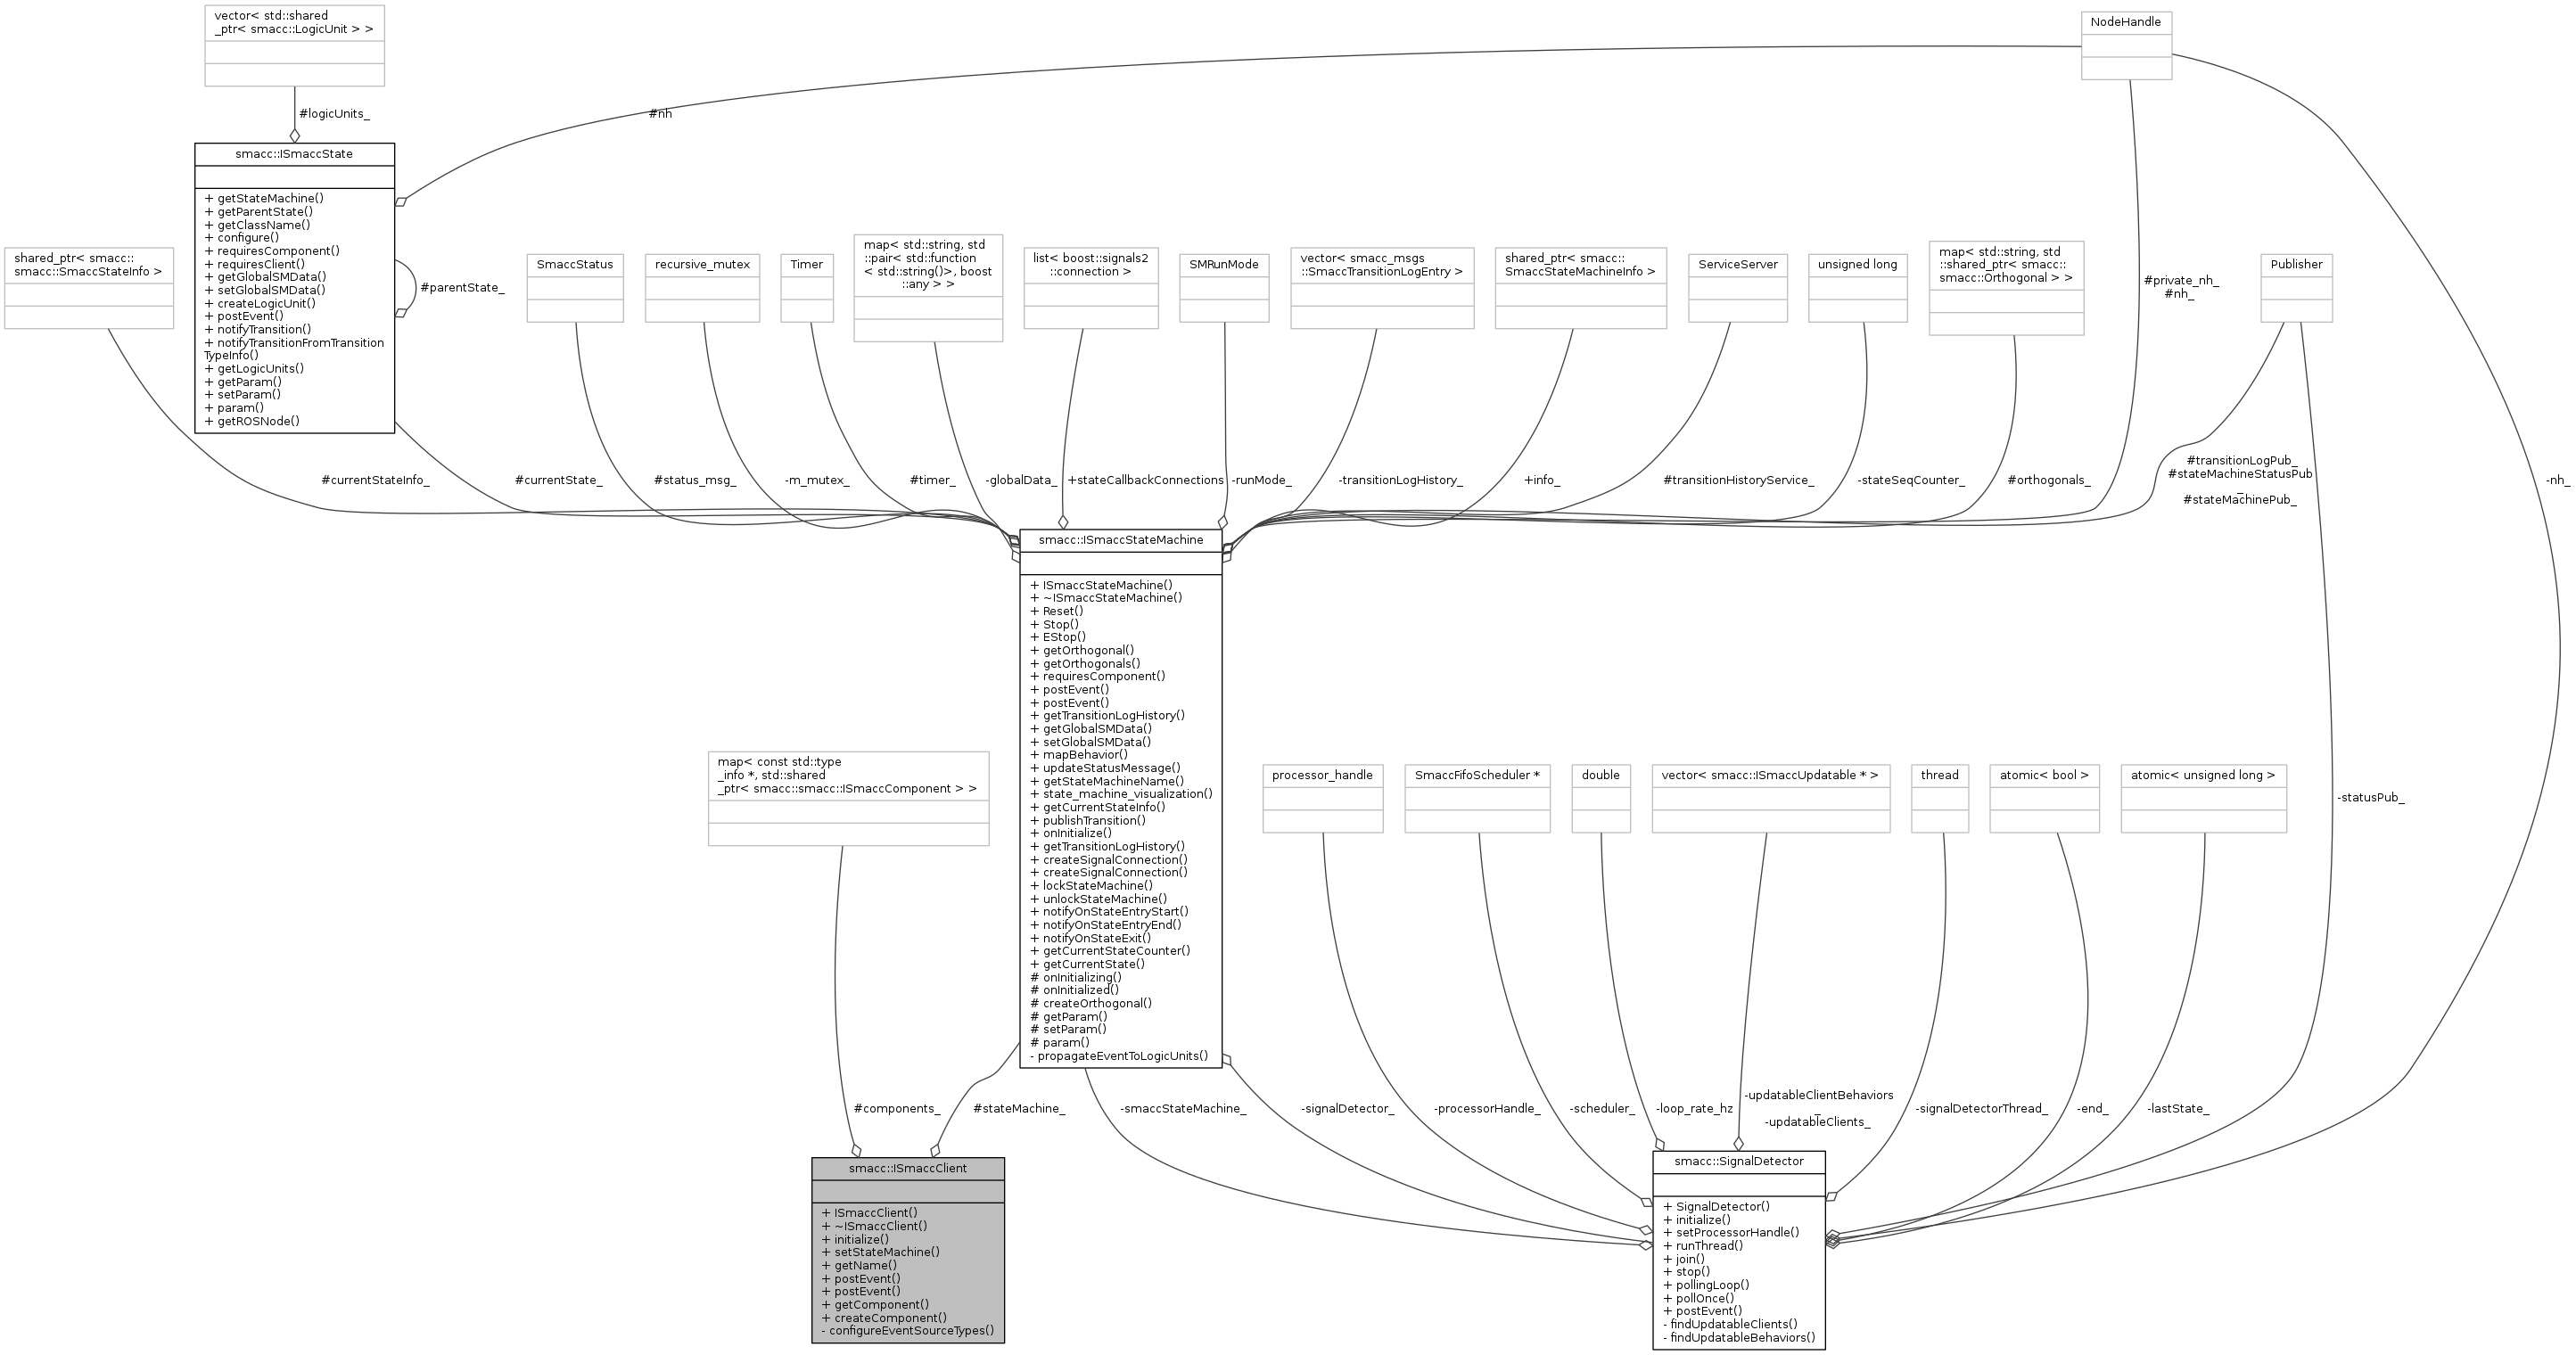 vector< std::shared
_ptr< smacc::LogicUnit > >
NodeHandle
#logicUnits_
#nh
smacc::ISmaccState
+ getStateMachine()
+ getParentState()
+ getClassName()
+ configure()
+ requiresComponent()
+ requiresClient()
+ getGlobalSMData()
+ setGlobalSMData()
+ createLogicUnit()
+ postEvent()
+ notifyTransition()
+ notifyTransitionFromTransition
TypeInfo()
+ getLogicUnits()
+ getParam()
+ setParam()
+ param()
+ getROSNode()
#parentState_
shared_ptr< smacc::
smacc::SmaccStateInfo >
SmaccStatus
recursive_mutex
Timer
map< std::string, std
::pair< std::function
< std::string()>, boost
::any > >
list< boost::signals2
::connection >
SMRunMode
vector< smacc_msgs
::SmaccTransitionLogEntry >
shared_ptr< smacc::
SmaccStateMachineInfo >
ServiceServer
unsigned long
map< std::string, std
::shared_ptr< smacc::
smacc::Orthogonal > >
#private_nh_
#nh_
Publisher
#currentStateInfo_
#currentState_
#status_msg_
-m_mutex_
#timer_
-globalData_
+stateCallbackConnections
-runMode_
-transitionLogHistory_
+info_
#transitionHistoryService_
-stateSeqCounter_
#orthogonals_
#transitionLogPub_
#stateMachineStatusPub
_
#stateMachinePub_
-nh_
smacc::ISmaccStateMachine
+ ISmaccStateMachine()
+ ~ISmaccStateMachine()
+ Reset()
+ Stop()
+ EStop()
+ getOrthogonal()
+ getOrthogonals()
+ requiresComponent()
+ postEvent()
+ postEvent()
+ getTransitionLogHistory()
+ getGlobalSMData()
+ setGlobalSMData()
+ mapBehavior()
+ updateStatusMessage()
+ getStateMachineName()
+ state_machine_visualization()
+ getCurrentStateInfo()
+ publishTransition()
+ onInitialize()
+ getTransitionLogHistory()
+ createSignalConnection()
+ createSignalConnection()
+ lockStateMachine()
+ unlockStateMachine()
+ notifyOnStateEntryStart()
+ notifyOnStateEntryEnd()
+ notifyOnStateExit()
+ getCurrentStateCounter()
+ getCurrentState()
# onInitializing()
# onInitialized()
# createOrthogonal()
# getParam()
# setParam()
# param()
- propagateEventToLogicUnits()
map< const std::type
_info *, std::shared
_ptr< smacc::smacc::ISmaccComponent > >
processor_handle
SmaccFifoScheduler *
double
vector< smacc::ISmaccUpdatable * >
thread
atomic< bool >
atomic< unsigned long >
-statusPub_
#components_
#stateMachine_
-smaccStateMachine_
-signalDetector_
-processorHandle_
-scheduler_
-loop_rate_hz
-updatableClientBehaviors
_
-updatableClients_
-signalDetectorThread_
-end_
-lastState_
smacc::ISmaccClient
+ ISmaccClient()
+ ~ISmaccClient()
+ initialize()
+ setStateMachine()
+ getName()
+ postEvent()
+ postEvent()
+ getComponent()
+ createComponent()
- configureEventSourceTypes()
smacc::SignalDetector
+ SignalDetector()
+ initialize()
+ setProcessorHandle()
+ runThread()
+ join()
+ stop()
+ pollingLoop()
+ pollOnce()
+ postEvent()
- findUpdatableClients()
- findUpdatableBehaviors()